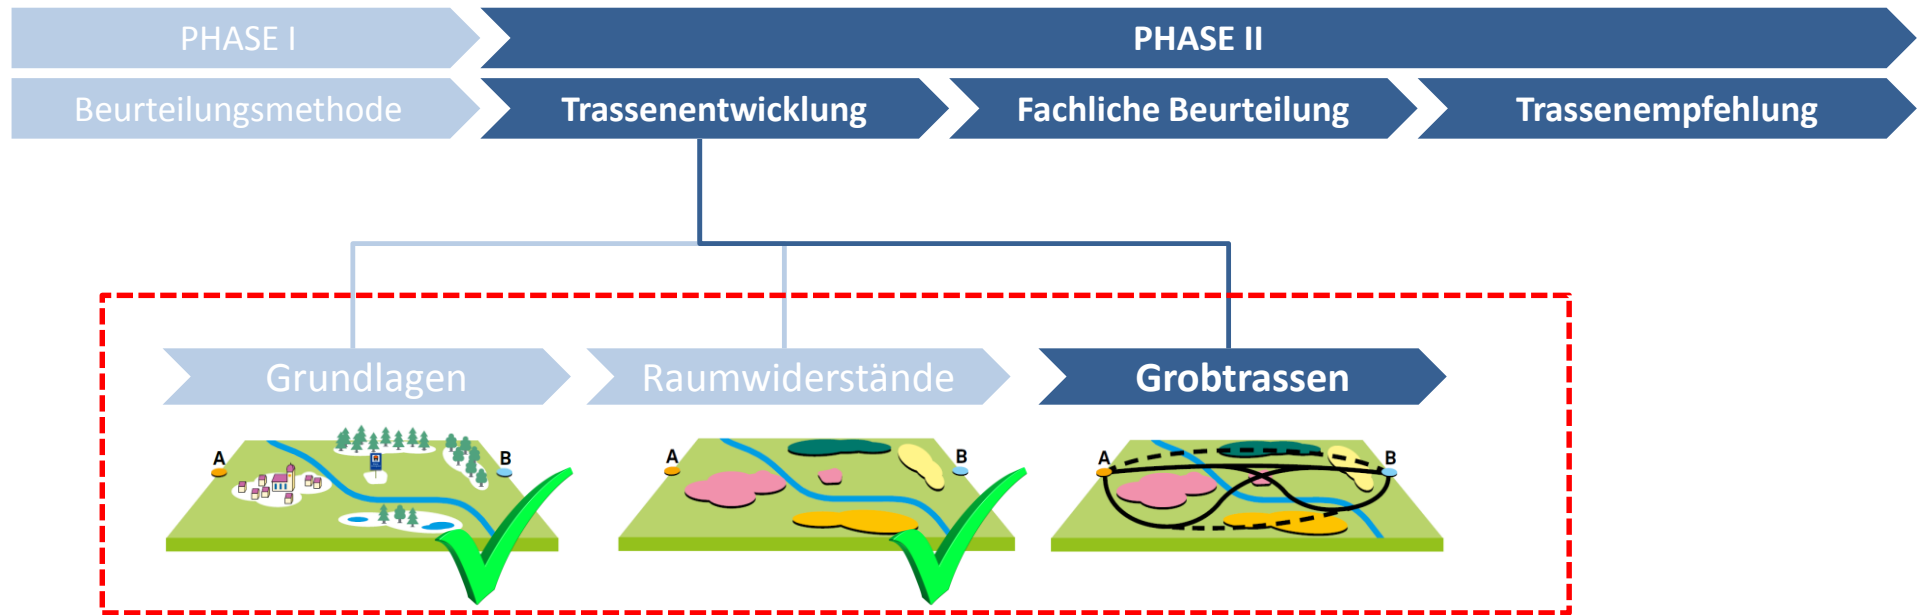 PHASE I
PHASE II
Beurteilungsmethode
Trassenentwicklung
Fachliche Beurteilung
Trassenempfehlung
Grundlagen
Raumwiderstände
Grobtrassen
A
B
A
B
A
B